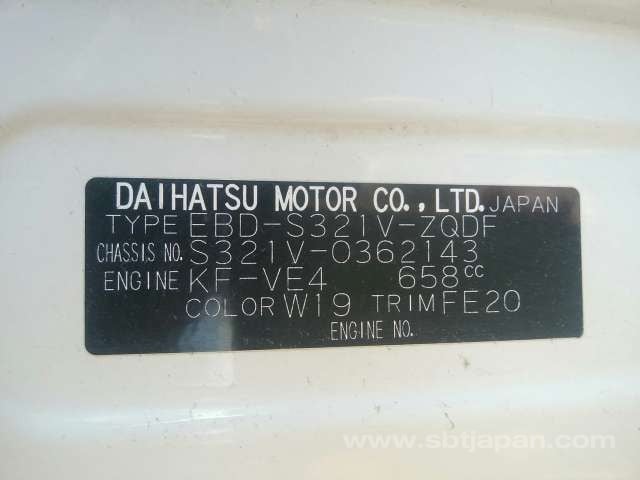 DAIHATSU MOTOR CO., LTD. JAPAN
TYPE EBD-S321V-ZQDF
CHASSIS NO. S321V-0362143
ENGINE KF-VE4 658cc
COLOR W19 TRIM FE20
ENGINE NO.
www.sbtjapan.com